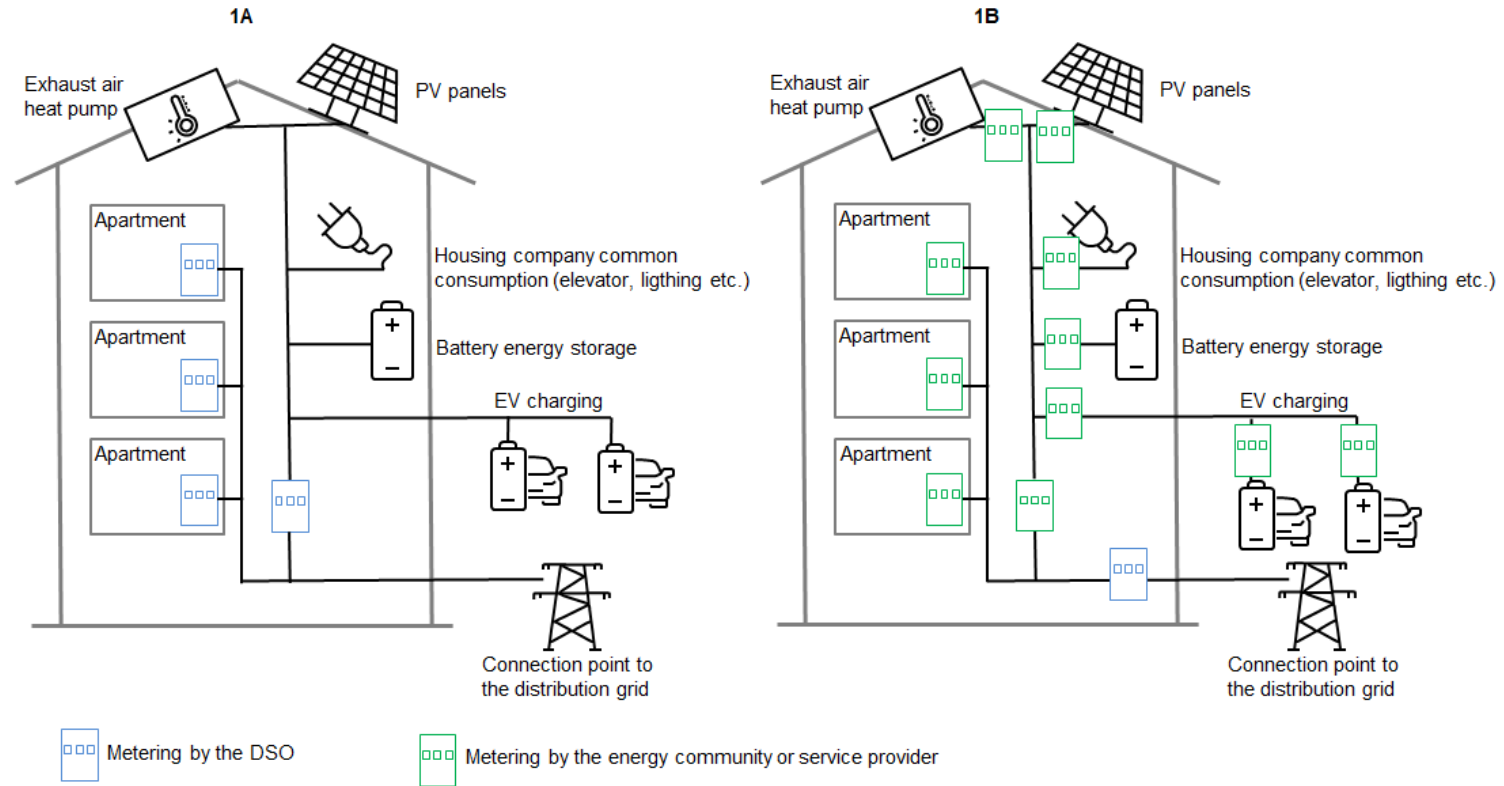 1A
Exhaust air
heat pump
PV panels
Apartment
Housing company common
consumption (elevator, ligthing etc.)
Apartment
Battery energy storage
EV charging
Apartment
Connection point to
the distribution grid
1B
Exhaust air
heat pump
PV panels
Apartment
Housing company common
consumption (elevator, ligthing etc.)
Apartment
Battery energy storage
EV charging
Apartment
Connection point to
the distribution grid
Metering by the DSO
Metering by the energy community or service provider